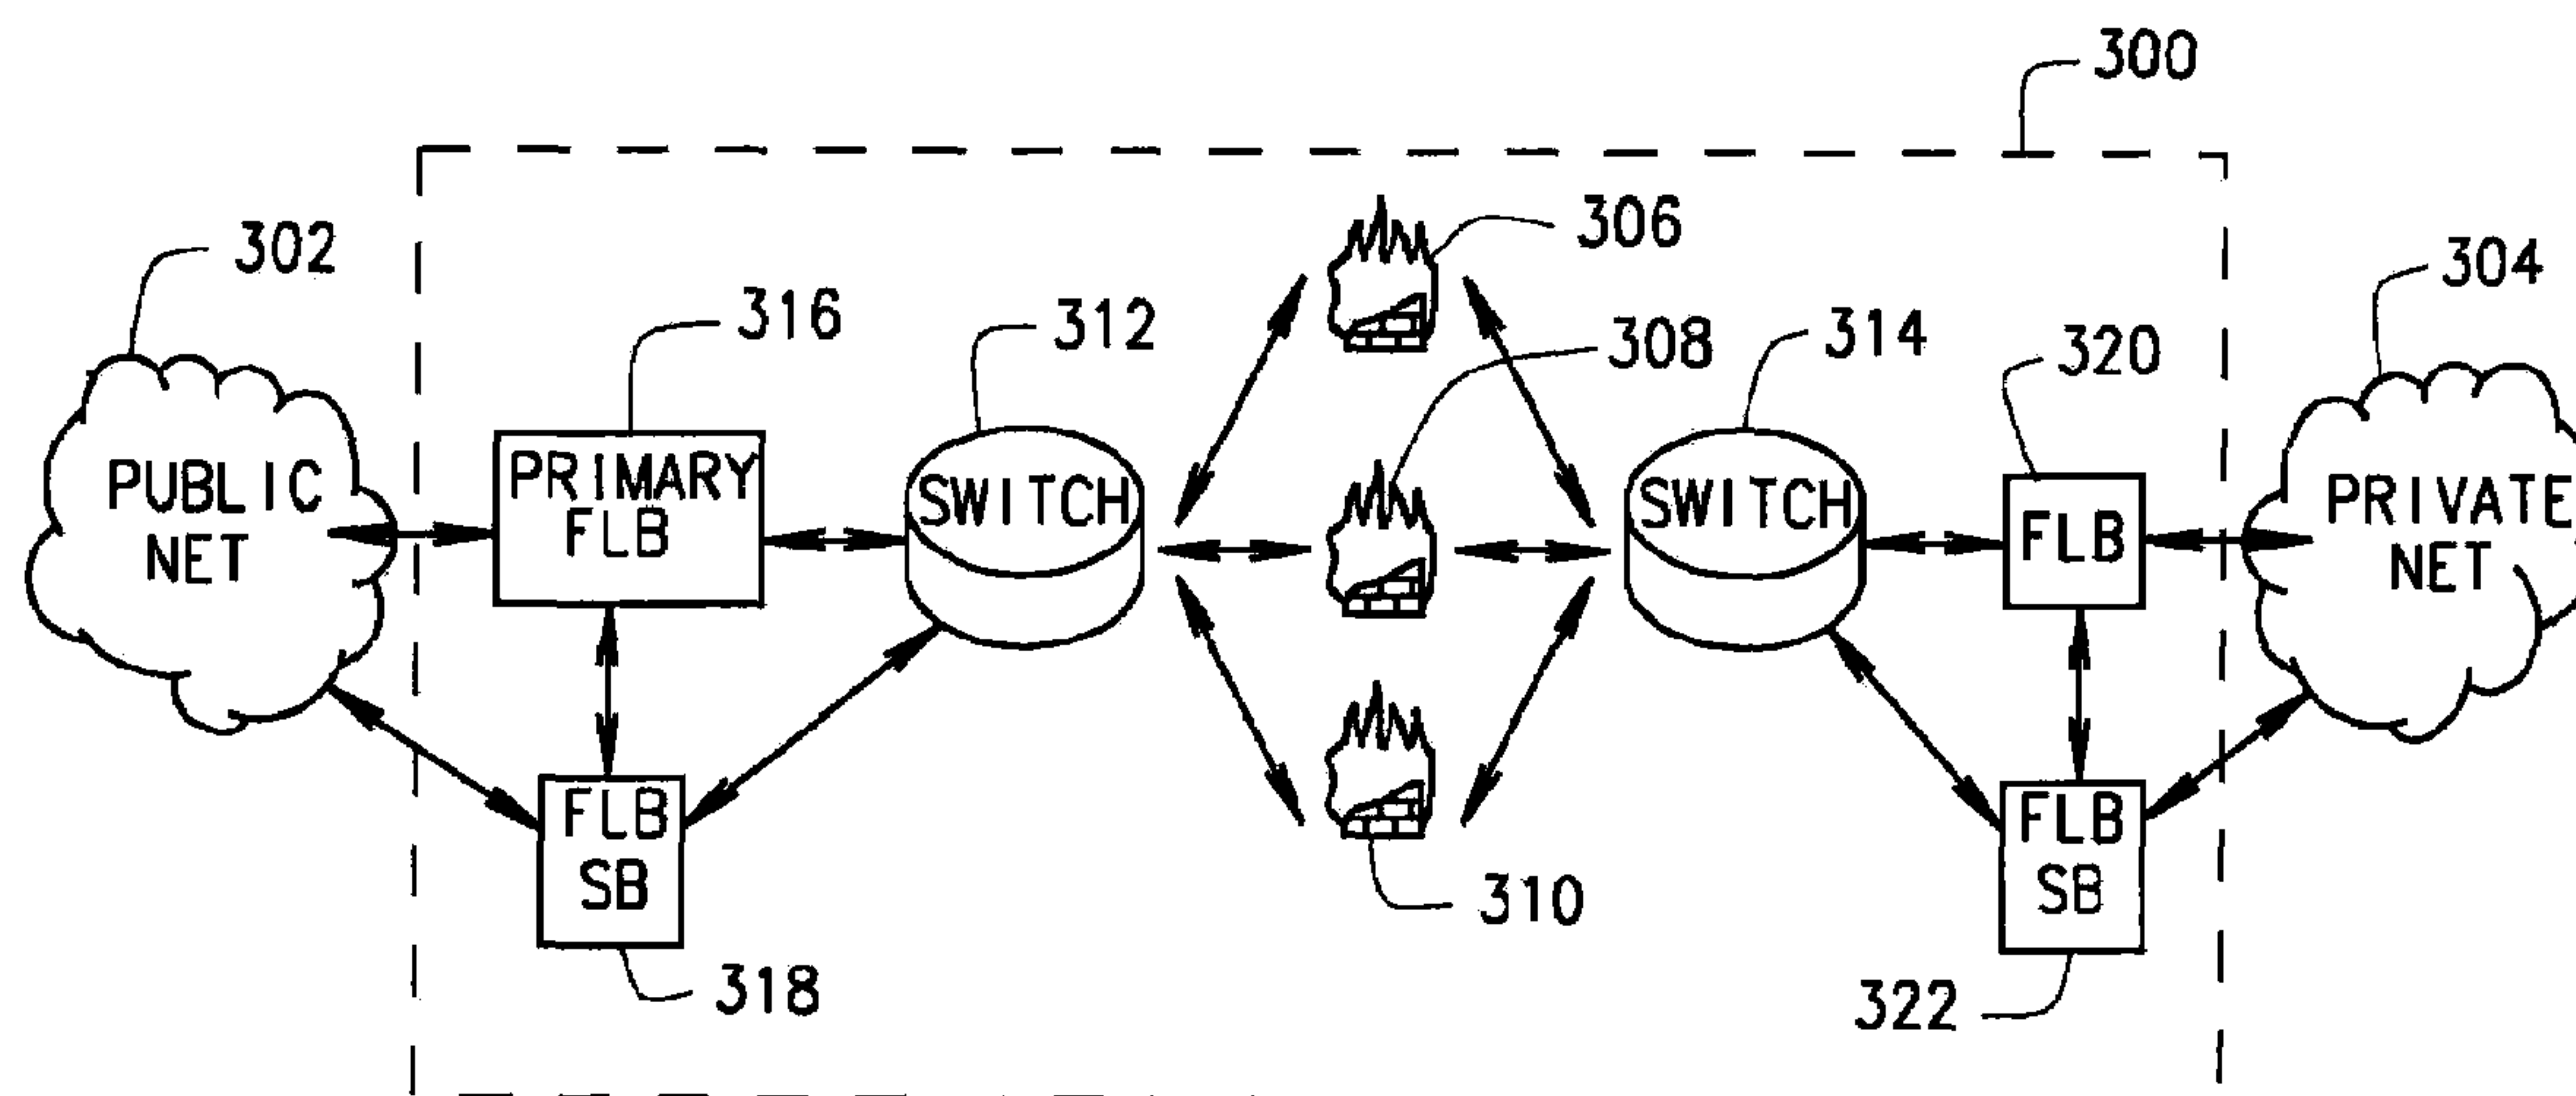 300
302
306
304
316
312
308
314
320
PUBLIC
NET
PRIMARY
FLB
SWITCH
SWITCH
FLB
PRIVATE
NET
FLB
SB
FLB
SB
310
318
322